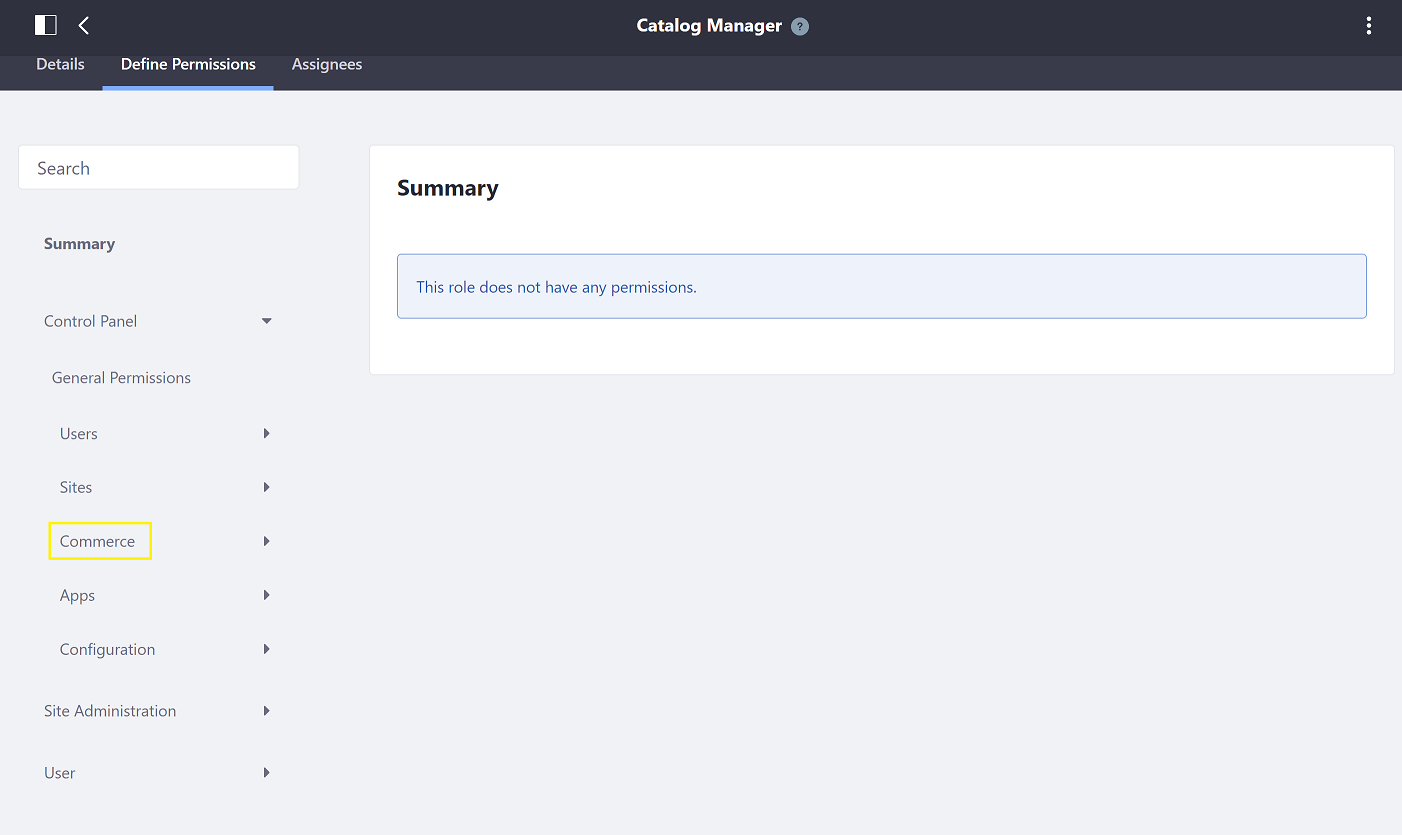 Catalog Manager ?
Details Define Permissions Assignees
Search
Summary
Control Panel
General Permissions
Users
Sites
Commerce
Apps
Configuration
Site Administration
User
Summary
This role does not have any permissions.